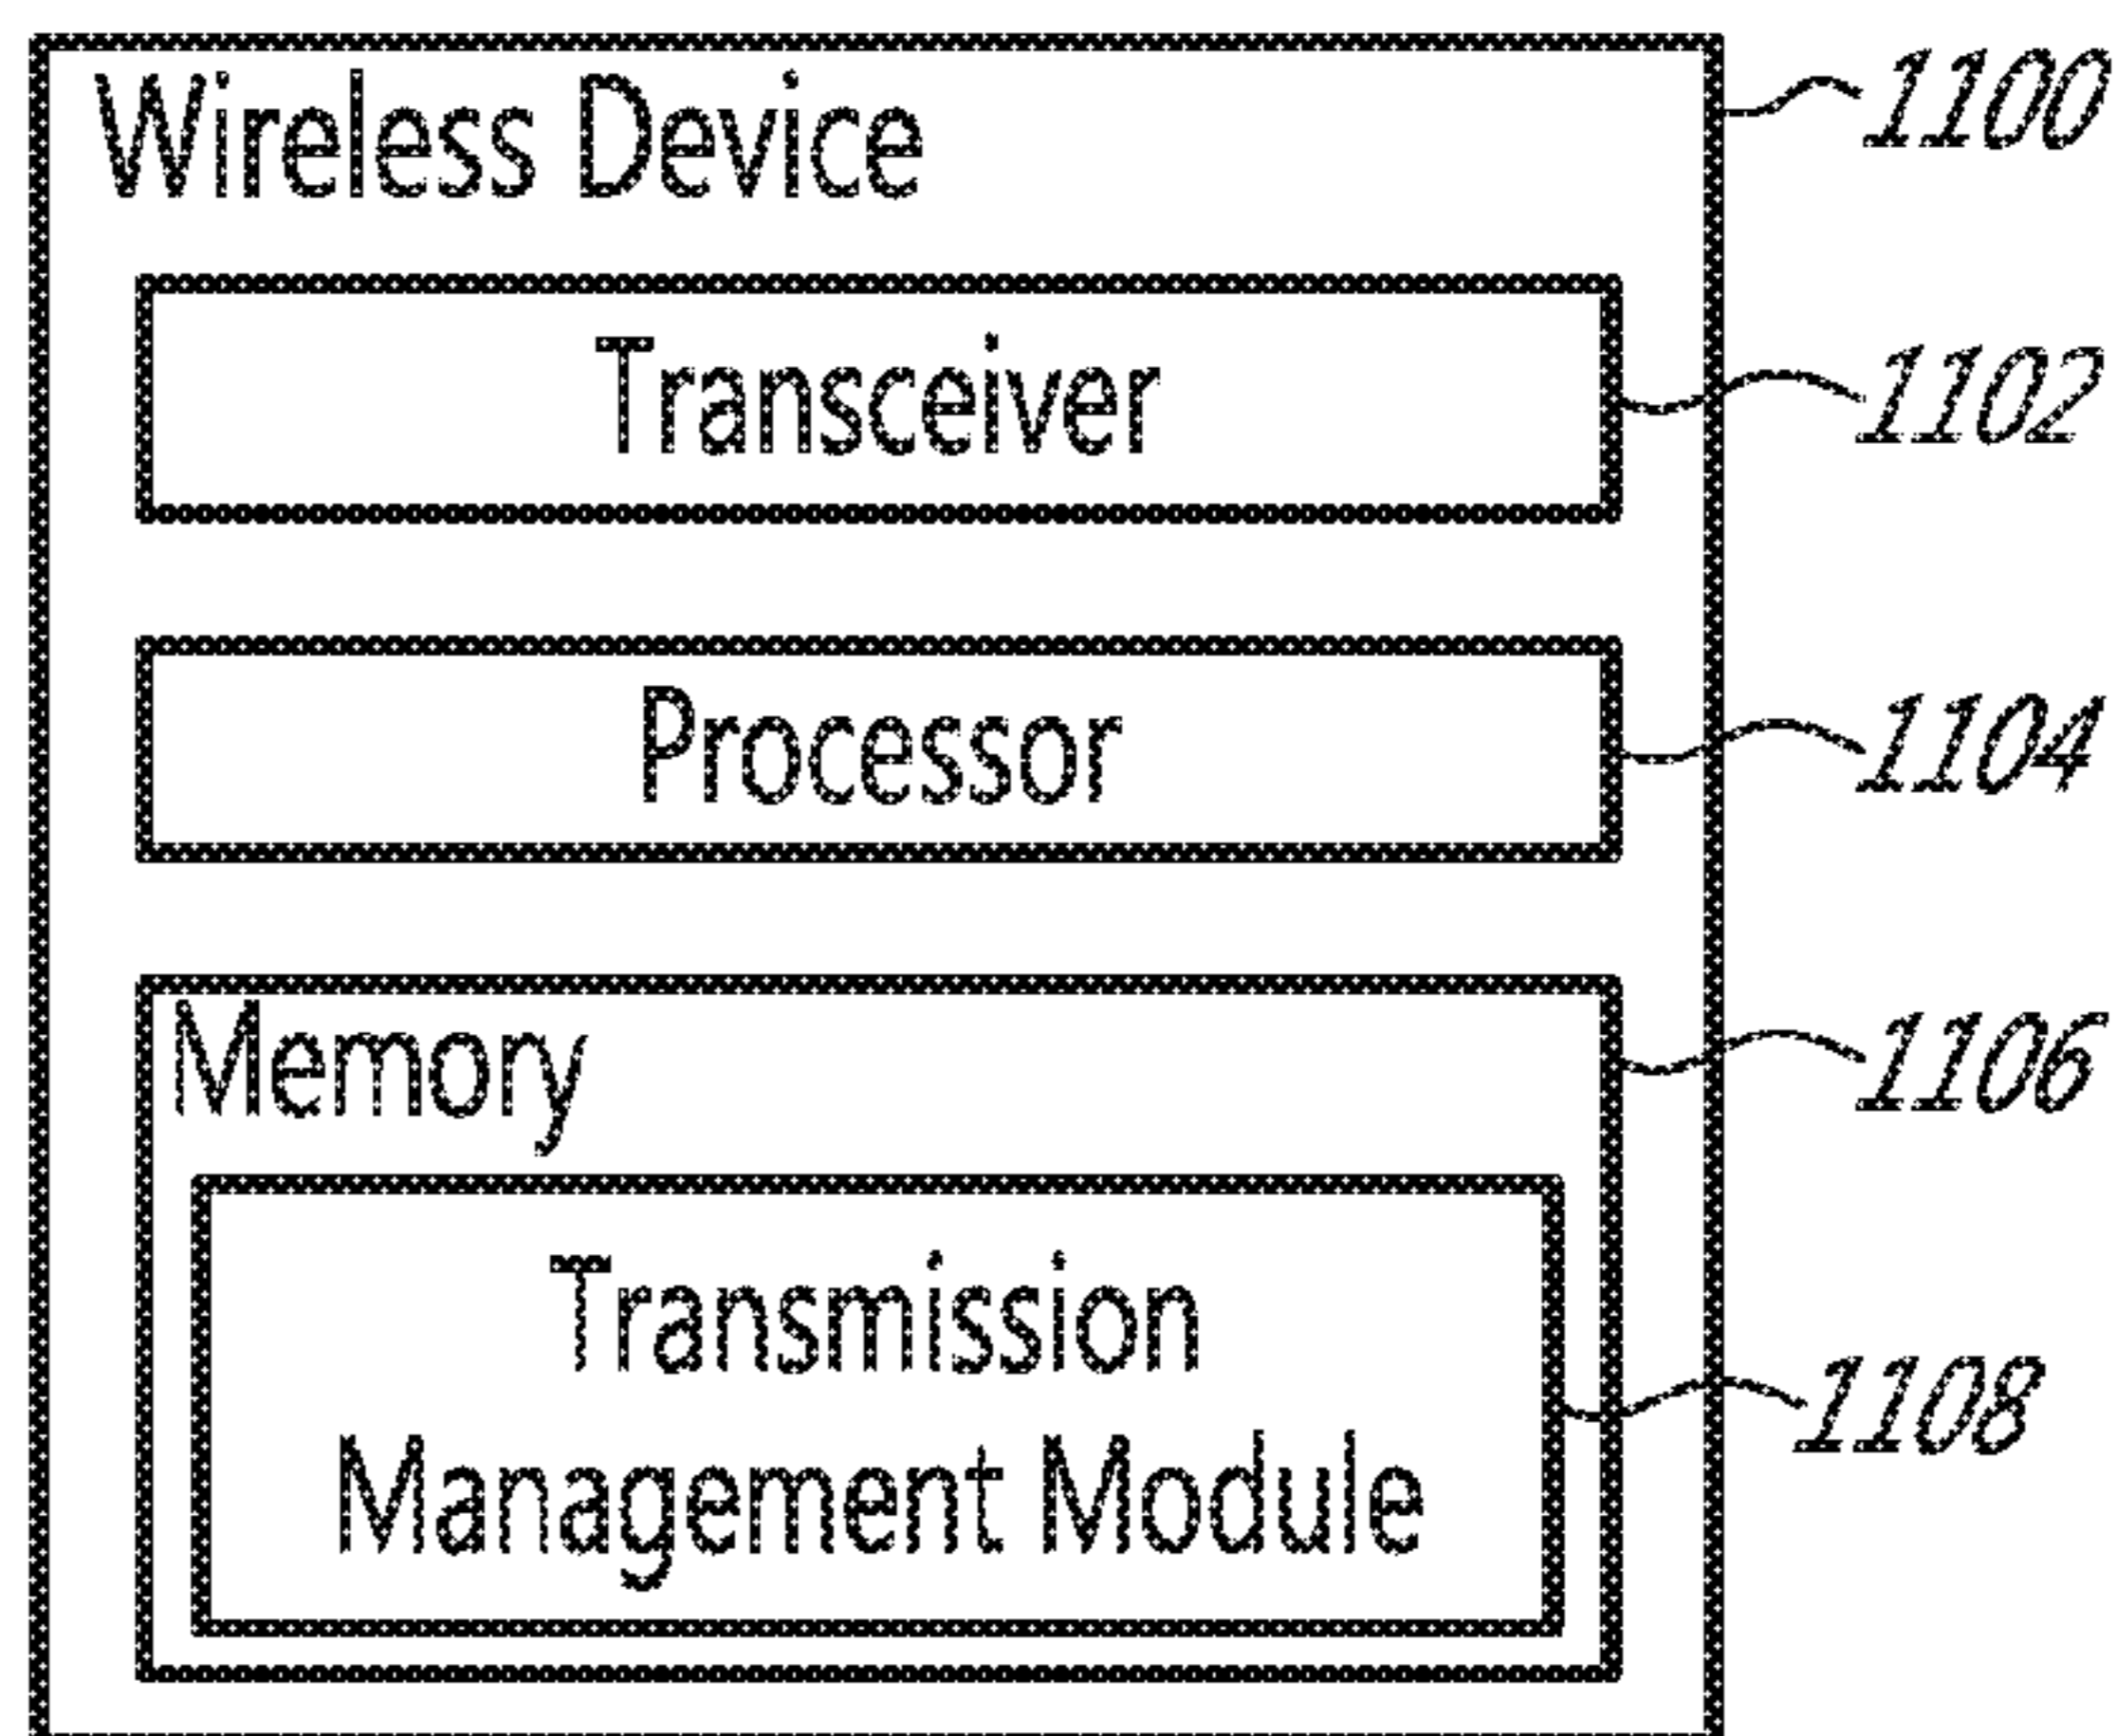 Wireless Device
1100
Transceiver
1102
Processor
1104
Memory
1106
Transmission
Management Module
1108